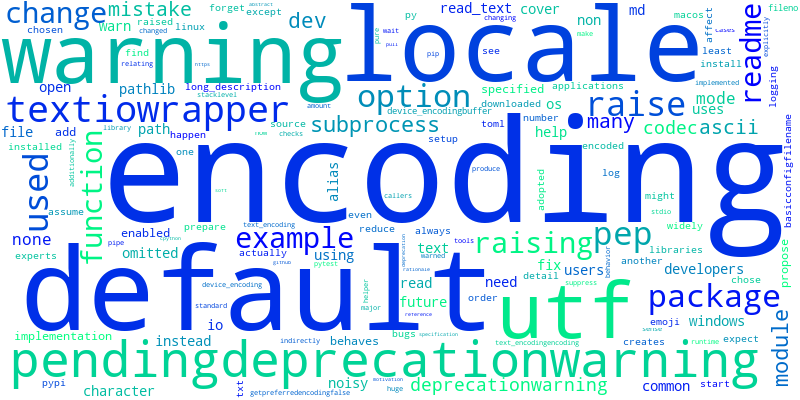 change
mistake
forget
raised
chosen
changed
warn
linux
relating
find
except
dev
py
non
read_text
cover
md
macos
fileno
abstract
pure
wait
pull
changing
cases
warning
locale
affect
explicitly
readme
open
pathlib
long_description
stacklevel
https
amount
see
pip
make
at
least
install
implemented
logging
textiowrapper
option
specified
applications
downloaded
os
raise
mode
uses
device_encodingbuffer
file
add
path
library
happen
source
checks
subprocess
setup
toml
number
help
many
codec
ascii
used
function
installed
additionally
one
encoding
alias
encoded
log
might
basicconfigfilename
assume
produce
callers
adopted
stdio
widely
none
enabled
prepare
actually
example
text_encoding
even
reduce
always
raising
pep
libraries
propose
experts
pipe
cpython
omitted
using
text
warned
tools
fix
users
another
developers
default
github
pytest
deprecation
rationale
read
need
detail
suppress
behavior
chose
package
device_encoding
helper
major
future
order
utf
creates
emoji
windows
module
standard
io
reference
implementation
instead
indirectly
behaves
bugs
specification
text_encodingencoding
sense
runtime
expect
pendingdeprecationwarning
pypi
character
txt
getpreferredencodingfalse
noisy
motivation
huge
deprecationwarning
common
start